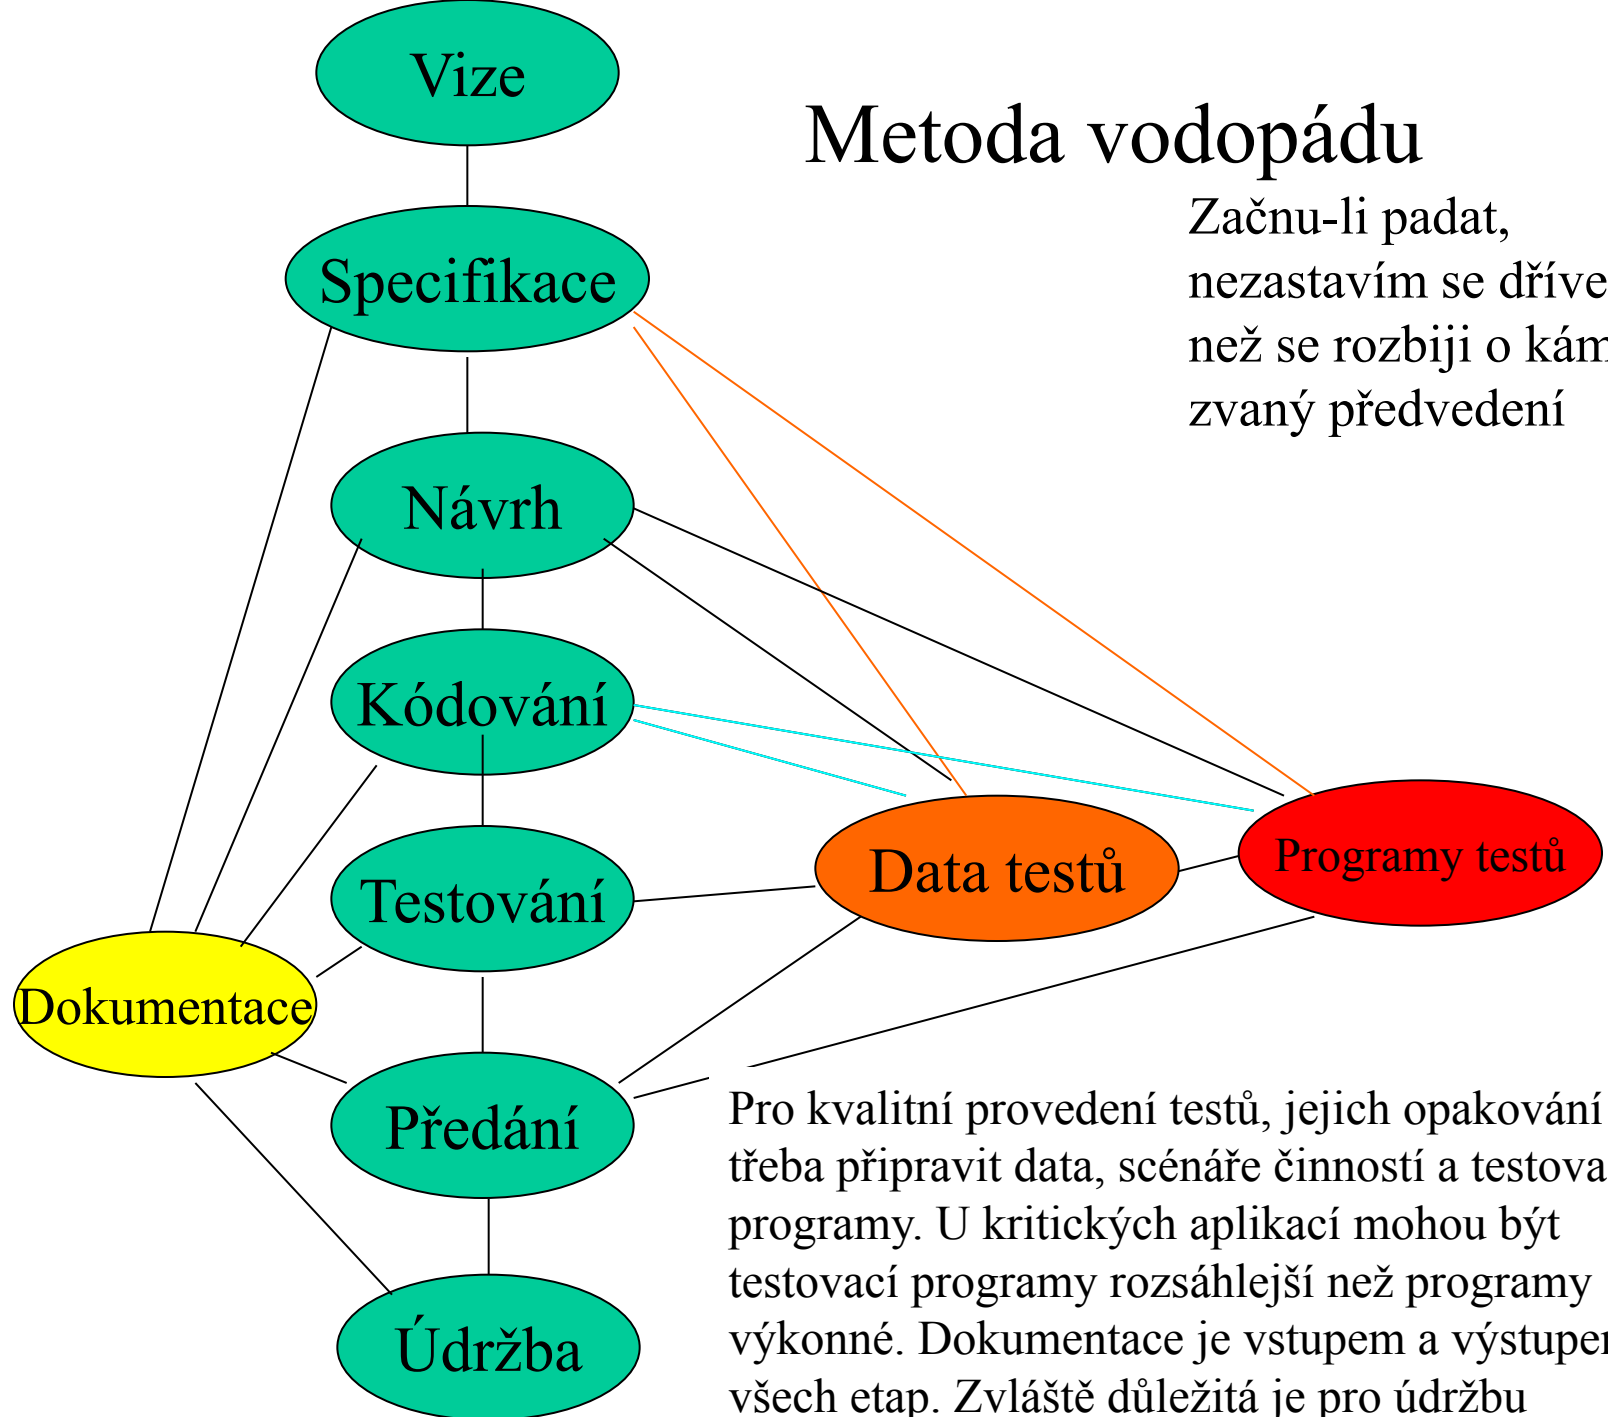 Vize
Metoda vodopádu
Začnu-li padat,
nezastavím se dříve
než se rozbiji o kám
zvaný předvedení
Specifikace
Návrh
Kódování
Testování
Data testů
Programy testů
Dokumentace
Předání
Údržba
Pro kvalitní provedení testů, jejich opakování
třeba připravit data, scénáře činností a testova
programy. U kritických aplikací mohou být
testovací programy rozsáhlejší než programy
výkonné. Dokumentace je vstupem a výstupem
všech etap. Zvláště důležitá je pro údržbu